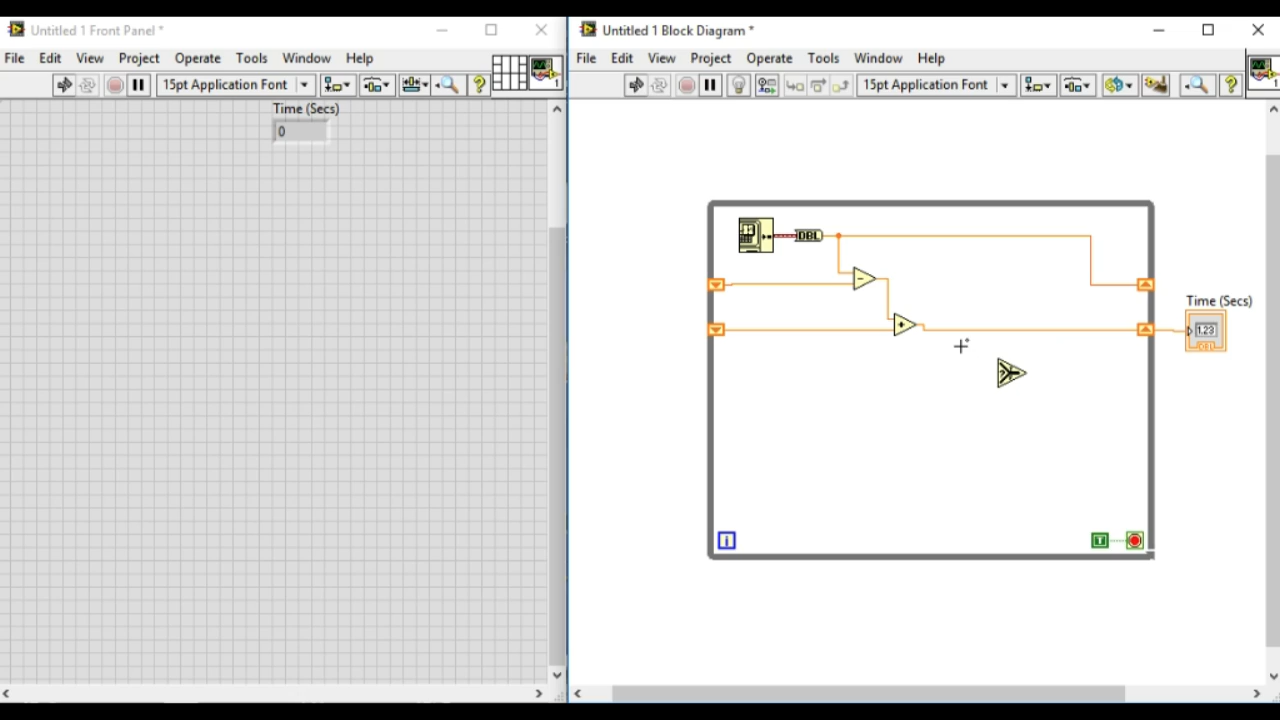 Untitled 1 Front Panel *
File Edit View Project Operate Tools Window Help
15pt Application Font
1
Time (Secs)
0
Untitled 1 Block Diagram *
File Edit View Project Operate Tools Window Help
15pt Application Font
1
DBL
Time (Secs)
1.23
DBL
i
T